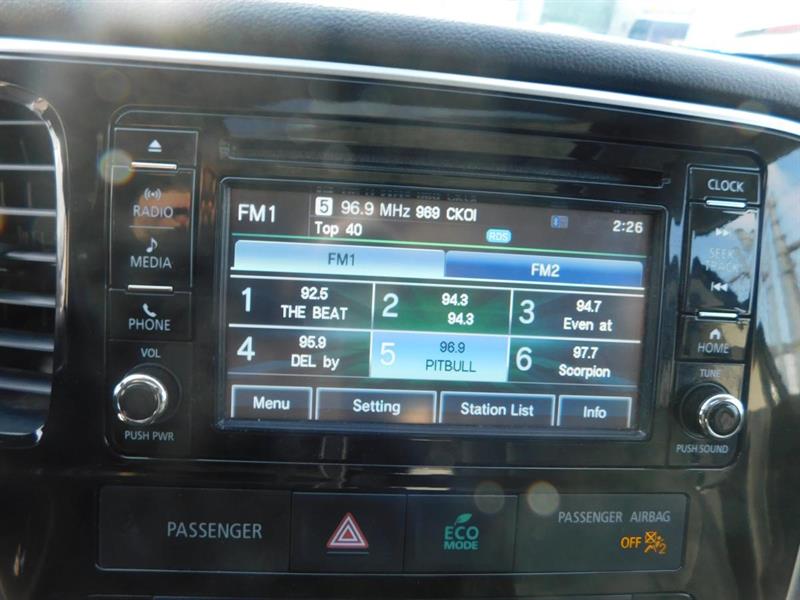 CLOCK
RADIO
MEDIA
PHONE
VOL
PUSH PWR
FM1
5 96.9 MHz 969 CKOI
Top 40
RDS
2:26
FM1
FM2
1 92.5
THE BEAT
2 94.3
94.3
3 94.7
Even at
4 95.9
DEL by
5 96.9
PITBULL
6 97.7
Scorpion
Menu
Setting
Station List
Info
SEEK
TRACK
HOME
TUNE
PUSH SOUND
PASSENGER
ECO
MODE
PASSENGER AIRBAG
OFF 2